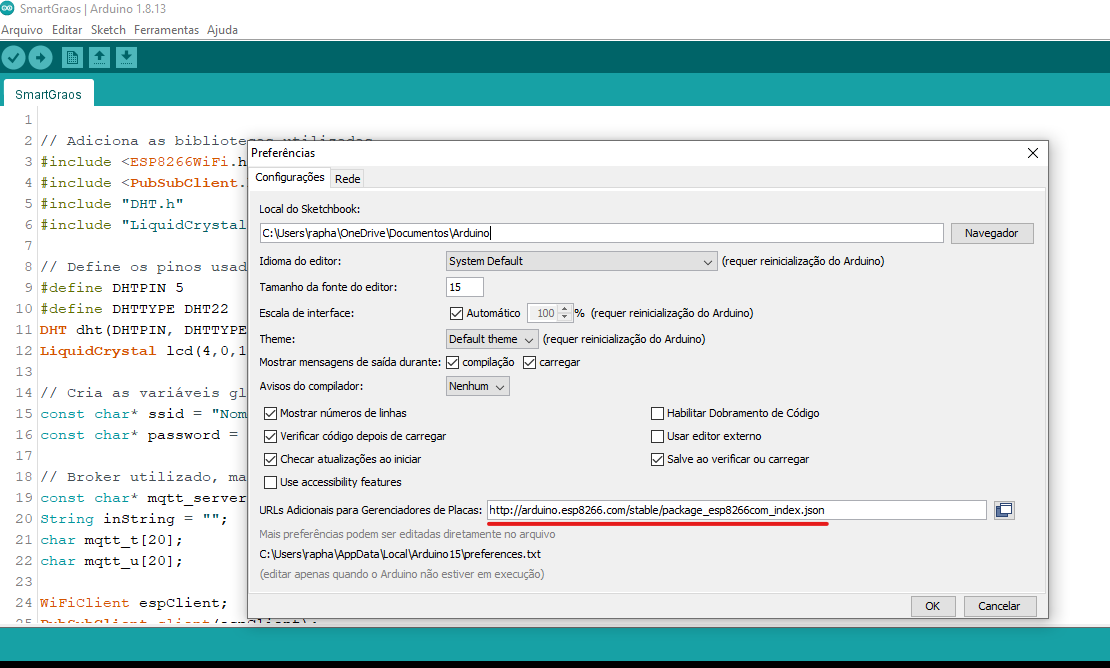 SmartGraos | Arduino 1.8.13
Arquivo Editar Sketch Ferramentas Ajuda
SmartGraos
1
2 // Adiciona as bibliotecas utilizadas
3 #include <ESP8266WiFi.h
4 #include <PubSubClient.
5 #include "DHT.h"
6 #include "LiquidCrystal
7
8 // Define os pinos usad
9 #define DHTPIN 5
10 #define DHTTYPE DHT22
11 DHT dht(DHTPIN, DHTTYPE
12 LiquidCrystal lcd(4,0,1
13
14 // Cria as variáveis gl
15 const char* ssid = "Nom
16 const char* password =
17
18 // Broker utilizado, ma
19 const char* mqtt_server
20 String inString = "";
21 char mqtt_t[20];
22 char mqtt_u[20];
23
24 WiFiClient espClient;
25 PubSubClient client(espClient);
Preferências
Configurações Rede
Local do Sketchbook:
C:\Users\rapha\OneDrive\Documentos\Arduino Navegador
Idioma do editor: System Default (requer reinicialização do Arduino)
Tamanho da fonte do editor: 15
Escala de interface: Automático 100 % (requer reinicialização do Arduino)
Theme: Default theme (requer reinicialização do Arduino)
Mostrar mensagens de saída durante: compilação carregar
Avisos do compilador: Nenhum
Mostrar números de linhas Habilitar Dobramento de Código
Verificar código depois de carregar Usar editor externo
Checar atualizações ao iniciar Salve ao verificar ou carregar
Use accessibility features
URLs Adicionais para Gerenciadores de Placas: http://arduino.esp8266.com/stable/package_esp8266com_index.json
Mais preferências podem ser editadas diretamente no arquivo
C:\Users\rapha\AppData\Local\Arduino15\preferences.txt
(editar apenas quando o Arduino não estiver em execução)
OK Cancelar